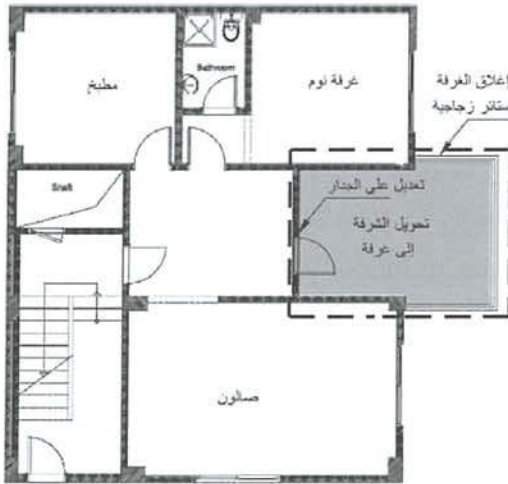 Bathroom
مطبخ
غرفة نوم
إغلاق الغرفة
ستائر زجاجية
Shaft
تعديل على الجدار
تحويل الشرفة
إلى غرفة
صالون